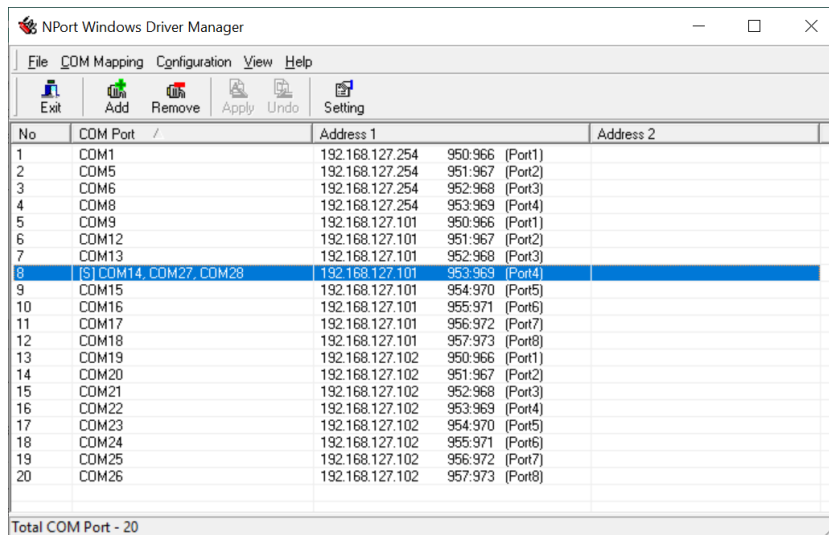 NPort Windows Driver Manager
File COM Mapping Configuration View Help
Exit Add Remove Apply Undo Setting
No COM Port Address 1 Address 2
1 COM1 192.168.127.254 950:966 (Port1)
2 COM5 192.168.127.254 951:967 (Port2)
3 COM6 192.168.127.254 952:968 (Port3)
4 COM8 192.168.127.254 953:969 (Port4)
5 COM9 192.168.127.101 950:966 (Port1)
6 COM12 192.168.127.101 951:967 (Port2)
7 COM13 192.168.127.101 952:968 (Port3)
8 [S] COM14, COM27, COM28 192.168.127.101 953:969 (Port4)
9 COM15 192.168.127.101 954:970 (Port5)
10 COM16 192.168.127.101 955:971 (Port6)
11 COM17 192.168.127.101 956:972 (Port7)
12 COM18 192.168.127.101 957:973 (Port8)
13 COM19 192.168.127.102 950:966 (Port1)
14 COM20 192.168.127.102 951:967 (Port2)
15 COM21 192.168.127.102 952:968 (Port3)
16 COM22 192.168.127.102 953:969 (Port4)
17 COM23 192.168.127.102 954:970 (Port5)
18 COM24 192.168.127.102 955:971 (Port6)
19 COM25 192.168.127.102 956:972 (Port7)
20 COM26 192.168.127.102 957:973 (Port8)
Total COM Port - 20